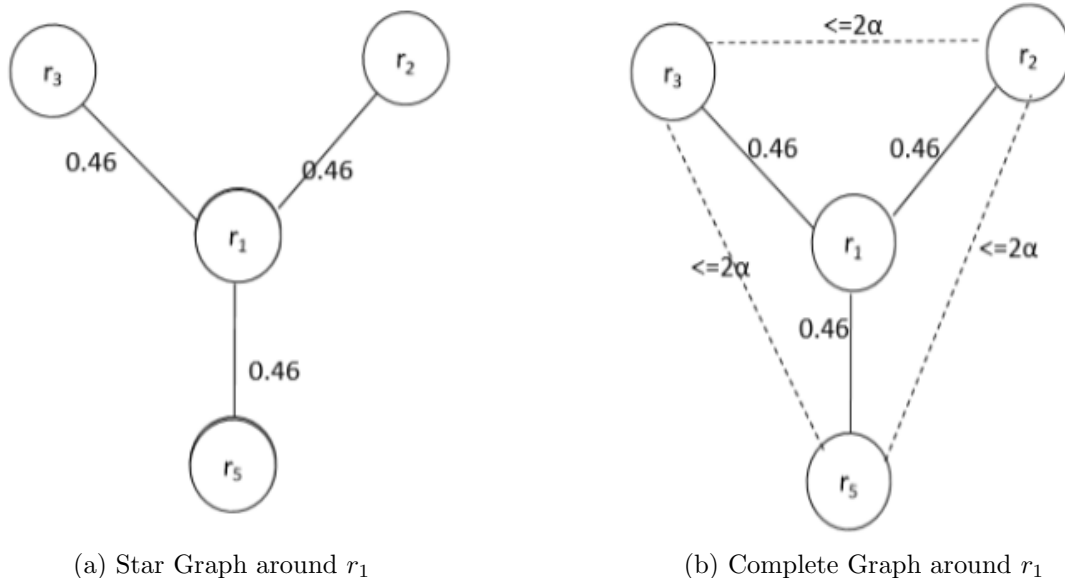 r₃
r₂
0.46
0.46
r₁
0.46
r₅
(a) Star Graph around r₁
<=2α
r₃
r₂
0.46
0.46
r₁
<=2α
<=2α
0.46
r₅
(b) Complete Graph around r₁